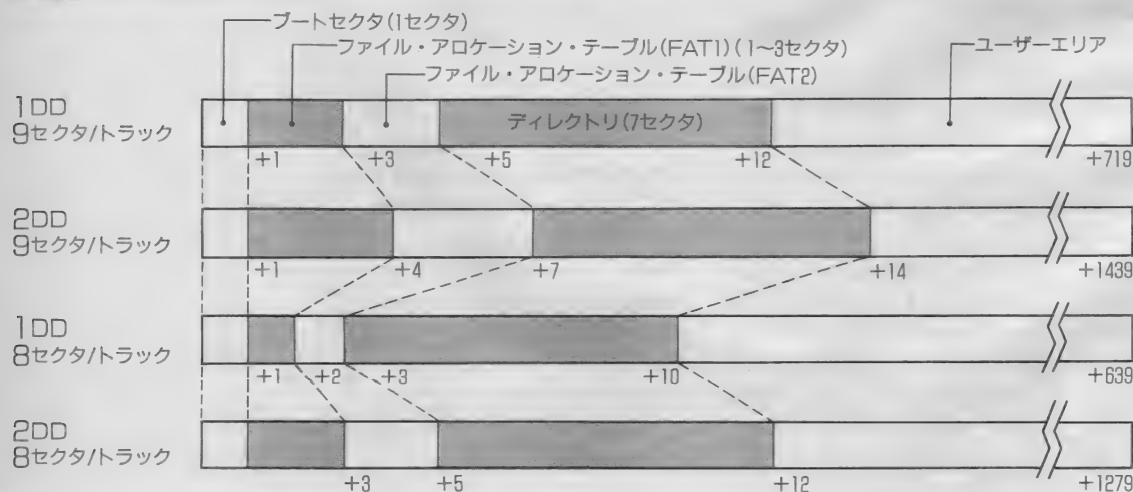 ブートセクタ(1セクタ)
ファイル・アロケーション・テーブル(FAT1)(1~3セクタ)
ファイル・アロケーション・テーブル(FAT2)
ユーザーエリア
1DD
9セクタ/トラック
ディレクトリ(7セクタ)
+1 +3 +5 +12 +719
2DD
9セクタ/トラック
+1 +4 +7 +14 +1439
1DD
8セクタ/トラック
+1 +2 +3 +10 +639
2DD
8セクタ/トラック
+3 +5 +12 +1279